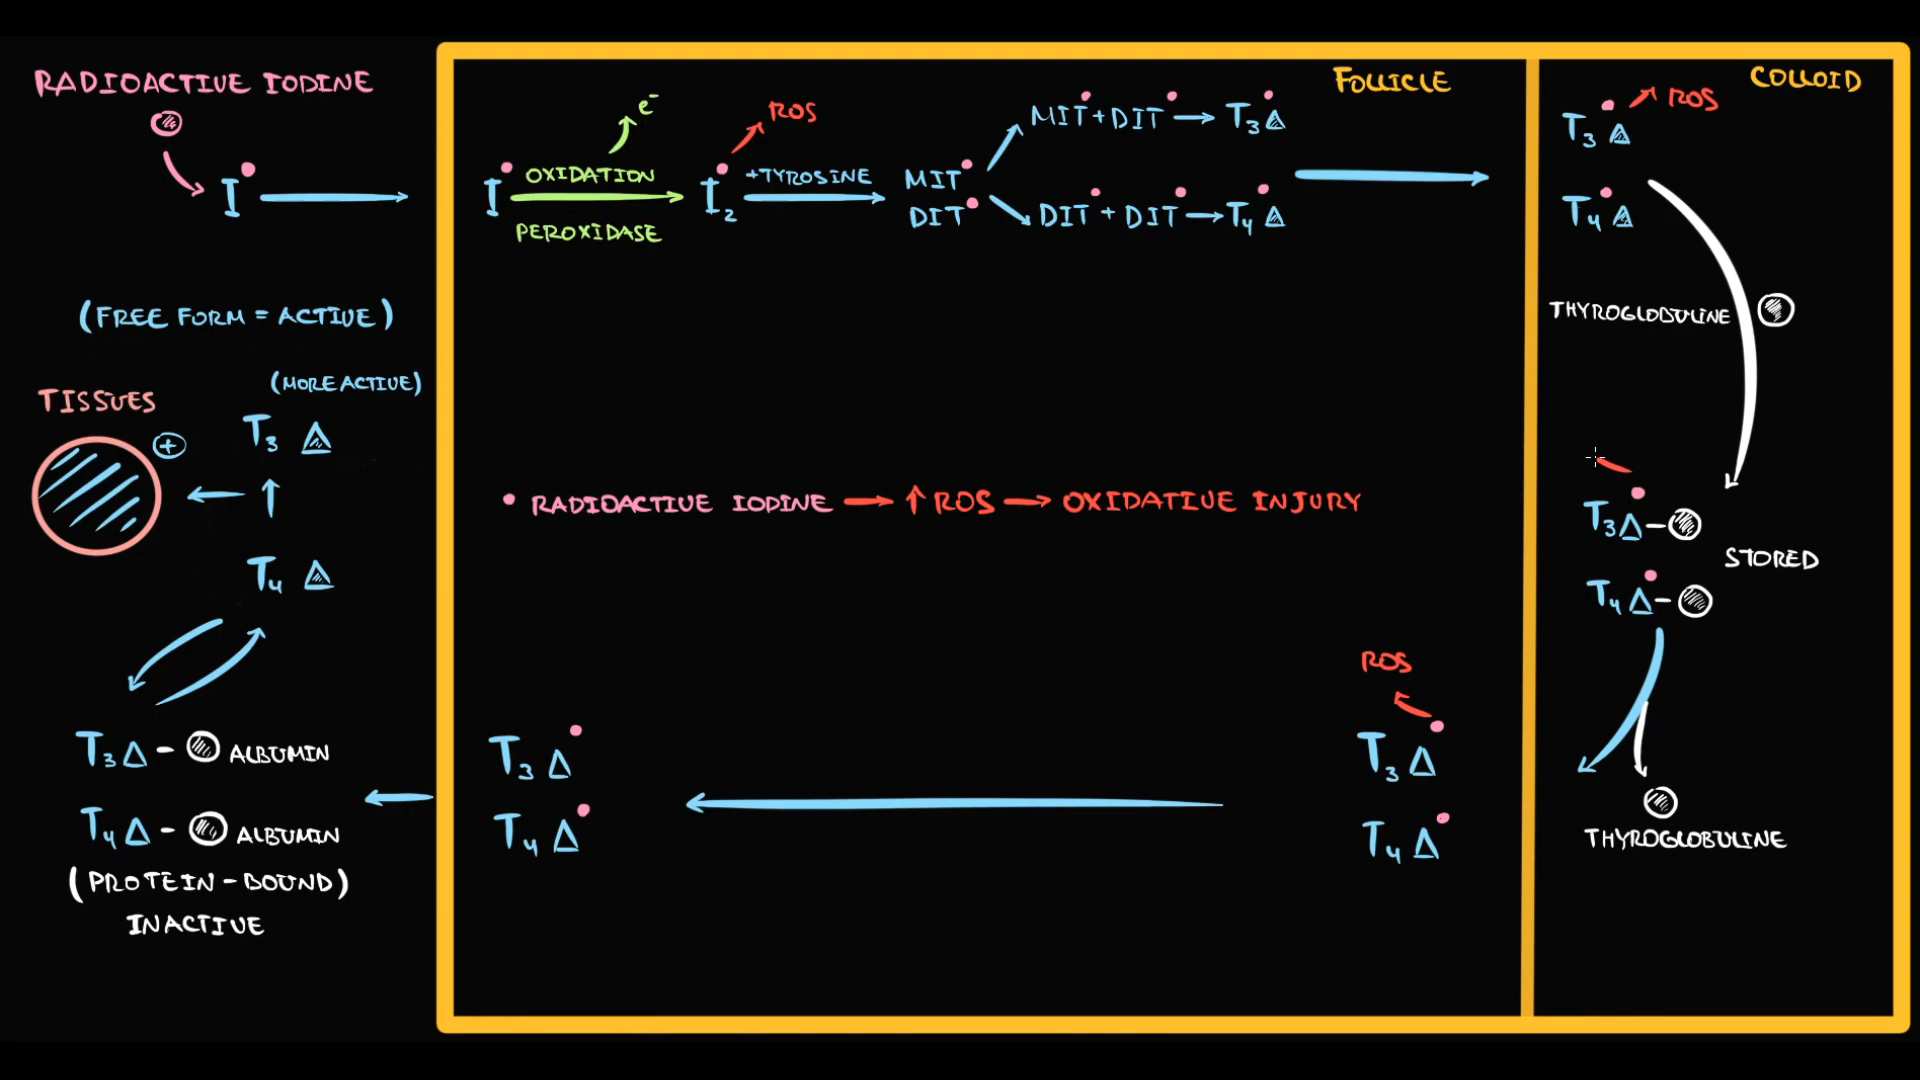 RADIOACTIVE IODINE
I
(FREE FORM = ACTIVE)
(MORE ACTIVE)
TISSUES
+
T3
T4
T3 - ALBUMIN
T4 - ALBUMIN
(PROTEIN-BOUND)
INACTIVE
FOLLICLE
I
OXIDATION
e-
PEROXIDASE
I2
ROS
+TYROSINE
MIT
DIT
MIT + DIT → T3
DIT + DIT → T4
RADIOACTIVE IODINE → ↑ ROS → OXIDATIVE INJURY
ROS
T3
T4
T3
T4
COLLOID
T3
ROS
T4
THYROGLOBULINE
T3 -
STORED
T4 -
THYROGLOBULINE